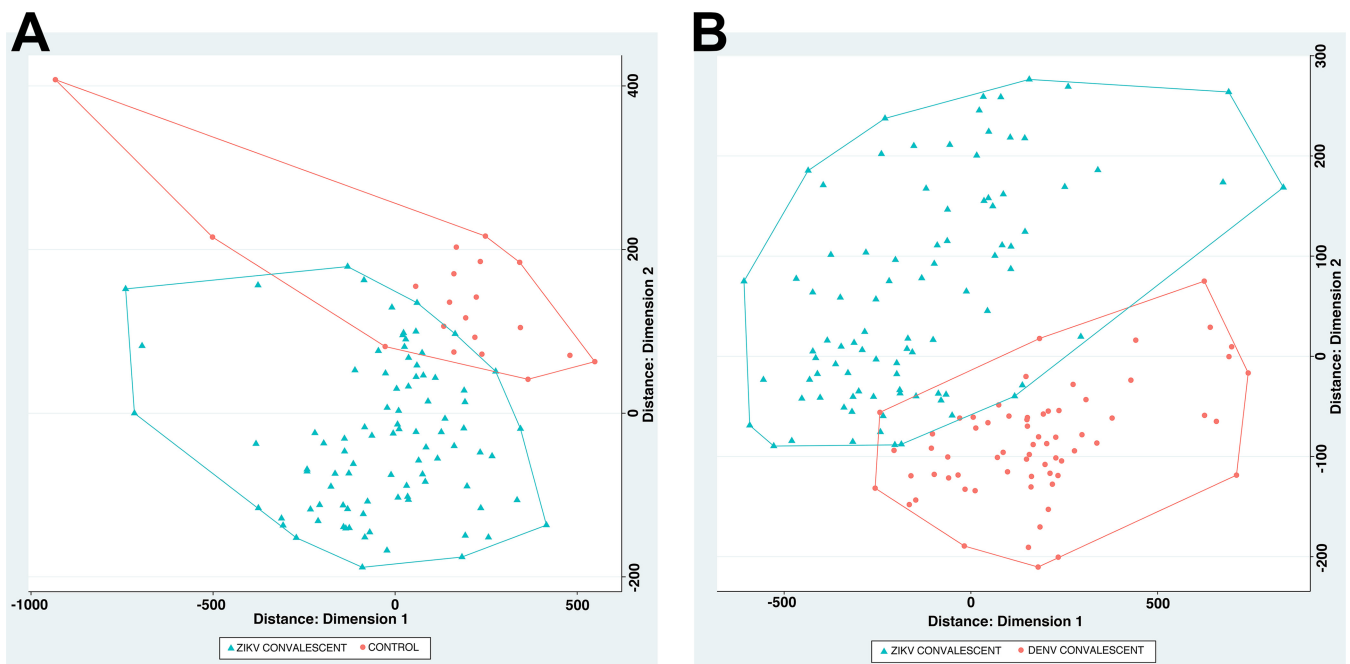 A
B
400
200
0
-200
-1000
-500
0
500
Distance: Dimension 1
Distance: Dimension 2
ZIKV CONVALESCENT
CONTROL
300
200
100
0
-100
-200
-500
0
500
Distance: Dimension 1
Distance: Dimension 2
ZIKV CONVALESCENT
DENV CONVALESCENT